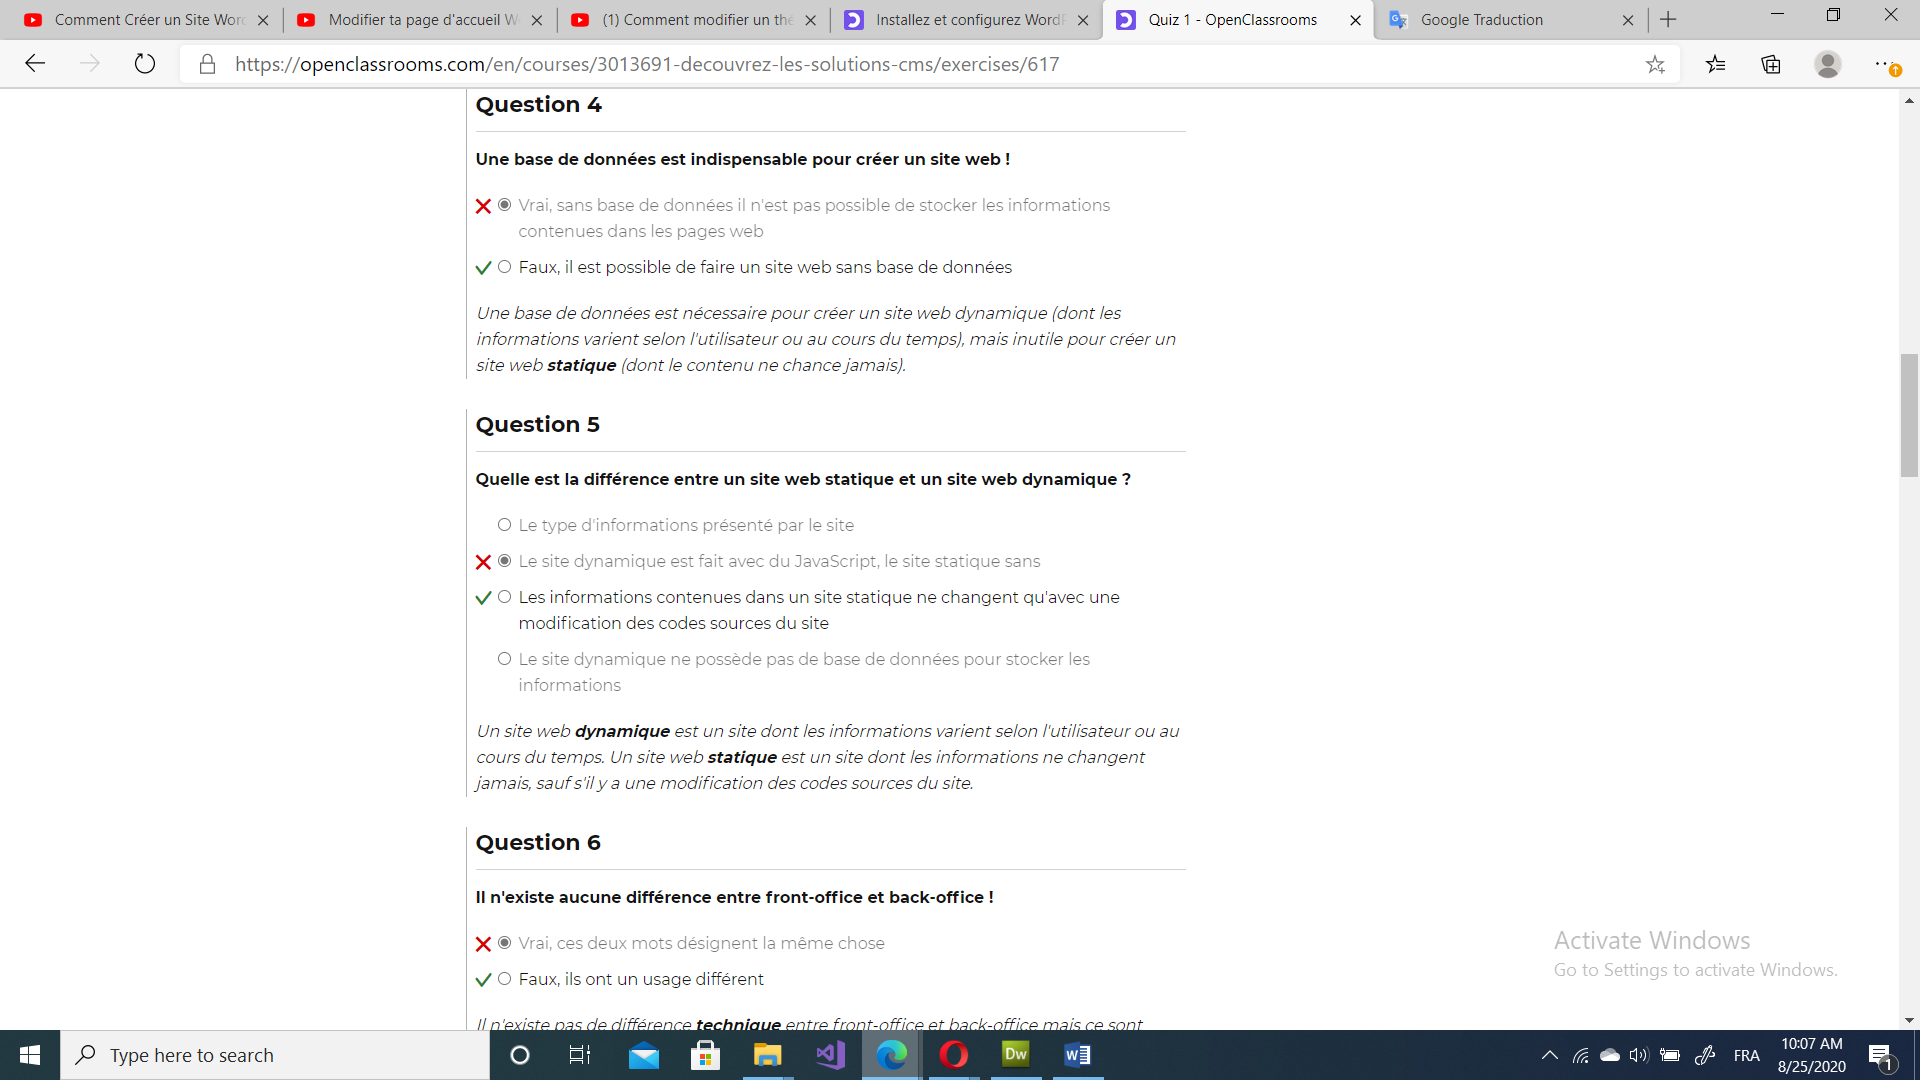 Comment Créer un Site Wor
Modifier ta page d'accueil W
(1) Comment modifier un thé
Installez et configurez WordP
Quiz 1 - OpenClassrooms
Google Traduction
https://openclassrooms.com/en/courses/3013691-decouvrez-les-solutions-cms/exercises/617
Question 4
Une base de données est indispensable pour créer un site web !
Vrai, sans base de données il n'est pas possible de stocker les informations
contenues dans les pages web
Faux, il est possible de faire un site web sans base de données
Une base de données est nécessaire pour créer un site web dynamique (dont les
informations varient selon l'utilisateur ou au cours du temps), mais inutile pour créer un
site web statique (dont le contenu ne chance jamais).
Question 5
Quelle est la différence entre un site web statique et un site web dynamique ?
Le type d'informations présenté par le site
Le site dynamique est fait avec du JavaScript, le site statique sans
Les informations contenues dans un site statique ne changent qu'avec une
modification des codes sources du site
Le site dynamique ne possède pas de base de données pour stocker les
informations
Un site web dynamique est un site dont les informations varient selon l'utilisateur ou au
cours du temps. Un site web statique est un site dont les informations ne changent
jamais, sauf s'il y a une modification des codes sources du site.
Question 6
Il n'existe aucune différence entre front-office et back-office !
Vrai, ces deux mots désignent la même chose
Faux, ils ont un usage différent
Il n'existe pas de différence technique entre front-office et back-office mais ce sont
Activate Windows
Go to Settings to activate Windows.
Type here to search
Dw
FRA
10:07 AM
8/25/2020
1